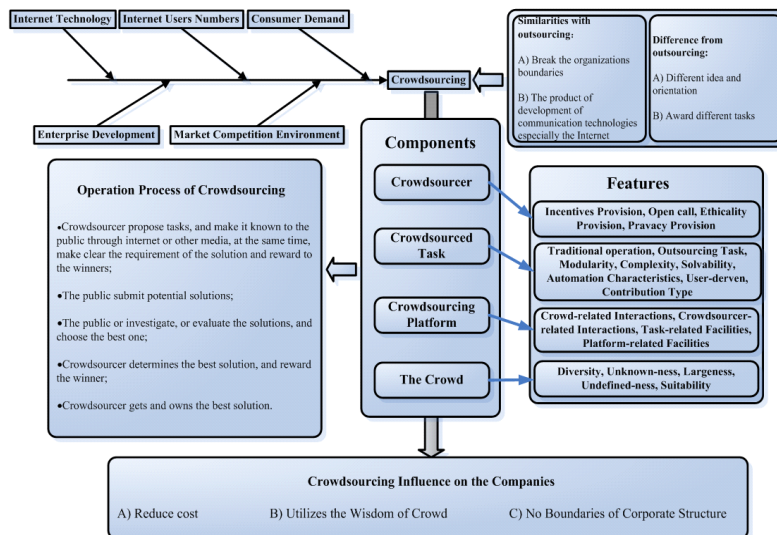 Internet Technology
Internet Users Numbers
Consumer Demand
Crowdsourcing
Enterprise Development
Market Competition Environment
Similarities with
outsourcing:
A) Break the organizations
boundaries
B) The product of
development of
communication technologies
especially the Internet
Difference from
outsourcing:
A) Different idea and
orientation
B) Award different tasks
Components
Crowdsourcer
Crowdsourced
Task
Crowdsourcing
Platform
The Crowd
Features
Incentives Provision, Open call, Ethicality
Provision, Pravacy Provision
Traditional operation, Outsourcing Task,
Modularity, Complexity, Solvability,
Automation Characteristics, User-derven,
Contribution Type
Crowd-related Interactions, Crowdsourcer-
related Interactions, Task-related Facilities,
Platform-related Facilities
Diversity, Unknown-ness, Largeness,
Undefined-ness, Suitability
Operation Process of Crowdsourcing
•Crowdsourcer propose tasks, and make it known to the
public through internet or other media, at the same time,
make clear the requirement of the solution and reward to
the winners;
•The public submit potential solutions;
•The public or investigate, or evaluate the solutions, and
choose the best one;
•Crowdsourcer determines the best solution, and reward
the winner;
•Crowdsourcer gets and owns the best solution.
Crowdsourcing Influence on the Companies
A) Reduce cost
B) Utilizes the Wisdom of Crowd
C) No Boundaries of Corporate Structure